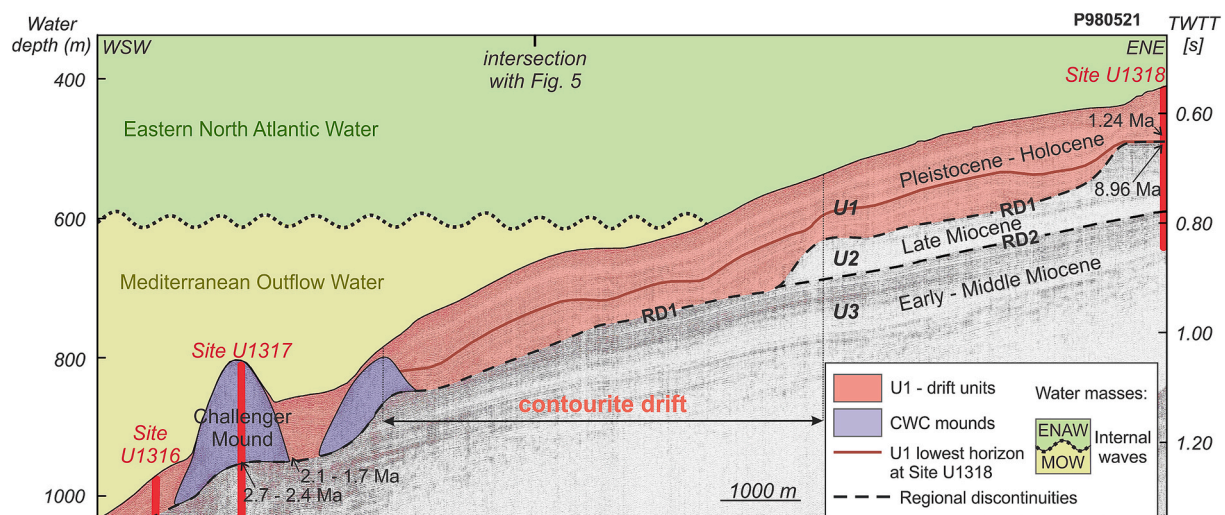 Water
depth (m)
WSW
P980521
TWTT
[s]
ENE
intersection
with Fig. 5
Site U1318
400
0.60
1.24 Ma
Eastern North Atlantic Water
Pleistocene - Holocene
8.96 Ma
600
U1
RD1
0.80
Late Miocene
RD2
U2
Mediterranean Outflow Water
Early - Middle Miocene
RD1
U3
1.00
800
Site U1317
contourite drift
Challenger
Mound
Site
U1316
2.1 - 1.7 Ma
2.7 - 2.4 Ma
1000
1000 m
1.20
U1 - drift units
CWC mounds
U1 lowest horizon
at Site U1318
Regional discontinuities
Water masses:
ENAW
MOW
Internal
waves